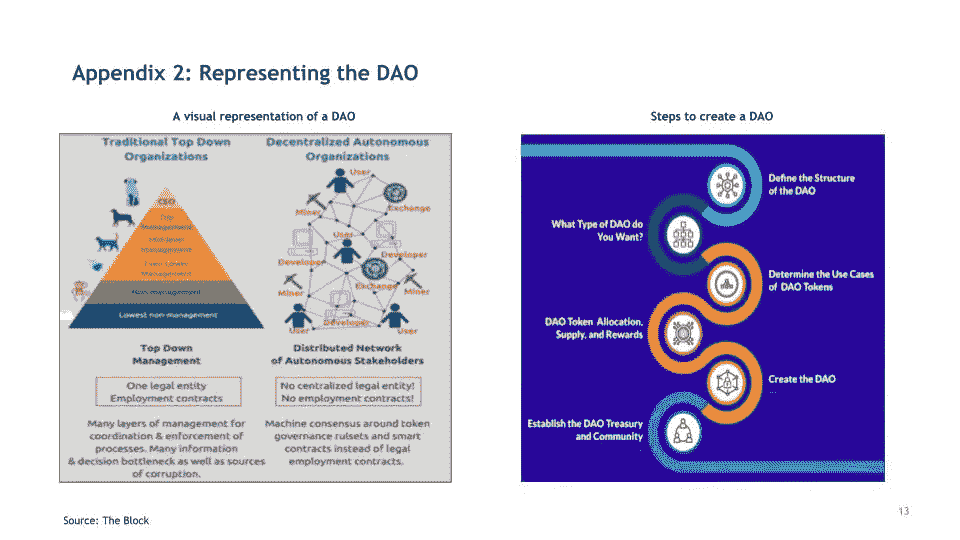 Appendix 2: Representing the DAO
A visual representation of a DAO
Traditional Top Down
Organizations
CEO
Top
Management
Mid-level
Management
Management
Non-management
Lowest non-management
Top Down
Management
One legal entity
Employment contracts
Many layers of management for
coordination & enforcement of
processes. Many information
& decision bottleneck as well as sources
of corruption.
Decentralized Autonomous
Organizations
User
Miner
Exchange
User
Developer
Developer
Miner
Exchange
Miner
User
Developer
User
Distributed Network
of Autonomous Stakeholders
No centralized legal entity!
No employment contracts!
Machine consensus around token
governance rulsets and smart
contracts instead of legal
employment contracts.
Steps to create a DAO
Define the Structure
of the DAO
What Type of DAO do
You Want?
Determine the Use Cases
of DAO Tokens
DAO Token Allocation,
Supply, and Rewards
Create the DAO
Establish the DAO Treasury
and Community
Source: The Block
13